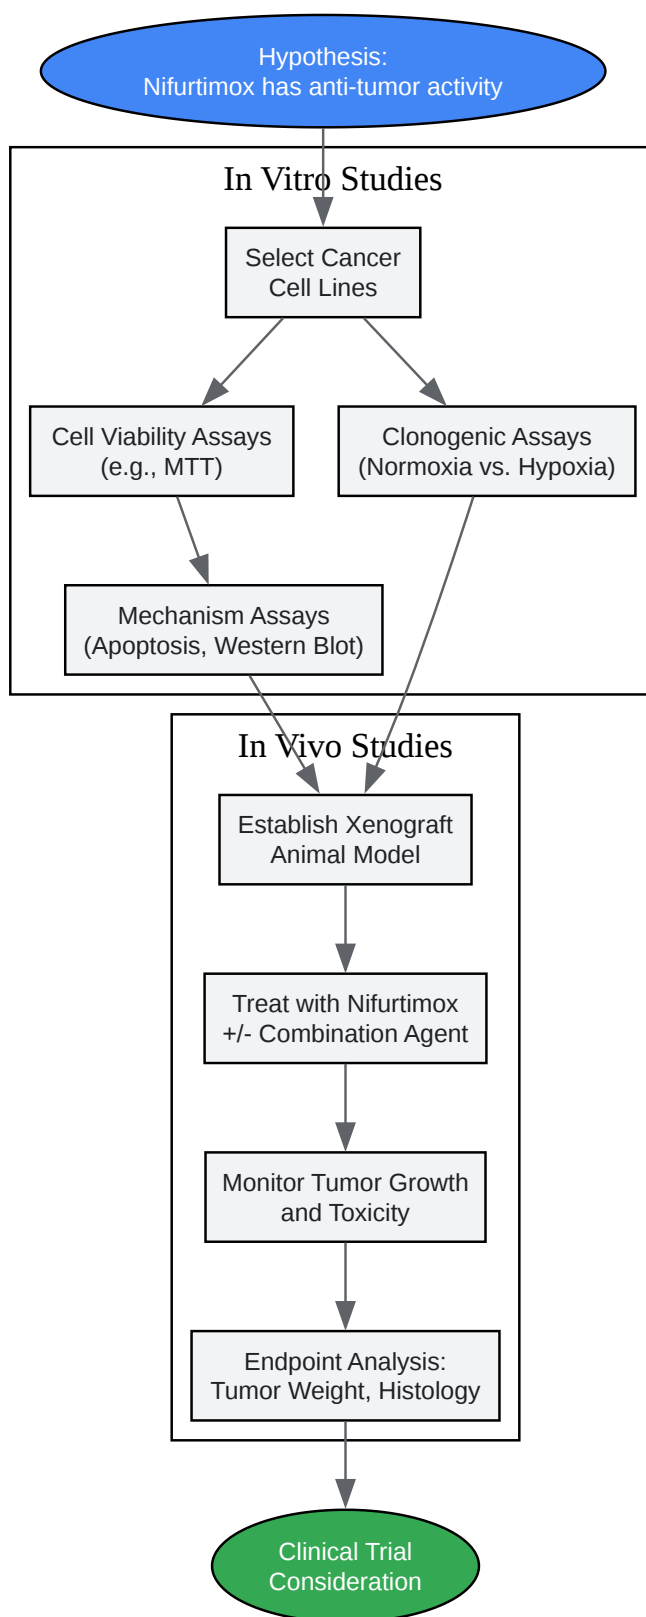 Hypothesis:
Nifurtimox has anti-tumor activity
In Vitro Studies
Select Cancer
Cell Lines
Cell Viability Assays
(e.g., MTT)
Clonogenic Assays
(Normoxia vs. Hypoxia)
Mechanism Assays
(Apoptosis, Western Blot)
In Vivo Studies
Establish Xenograft
Animal Model
Treat with Nifurtimox
+/- Combination Agent
Monitor Tumor Growth
and Toxicity
Endpoint Analysis:
Tumor Weight, Histology
Clinical Trial
Consideration